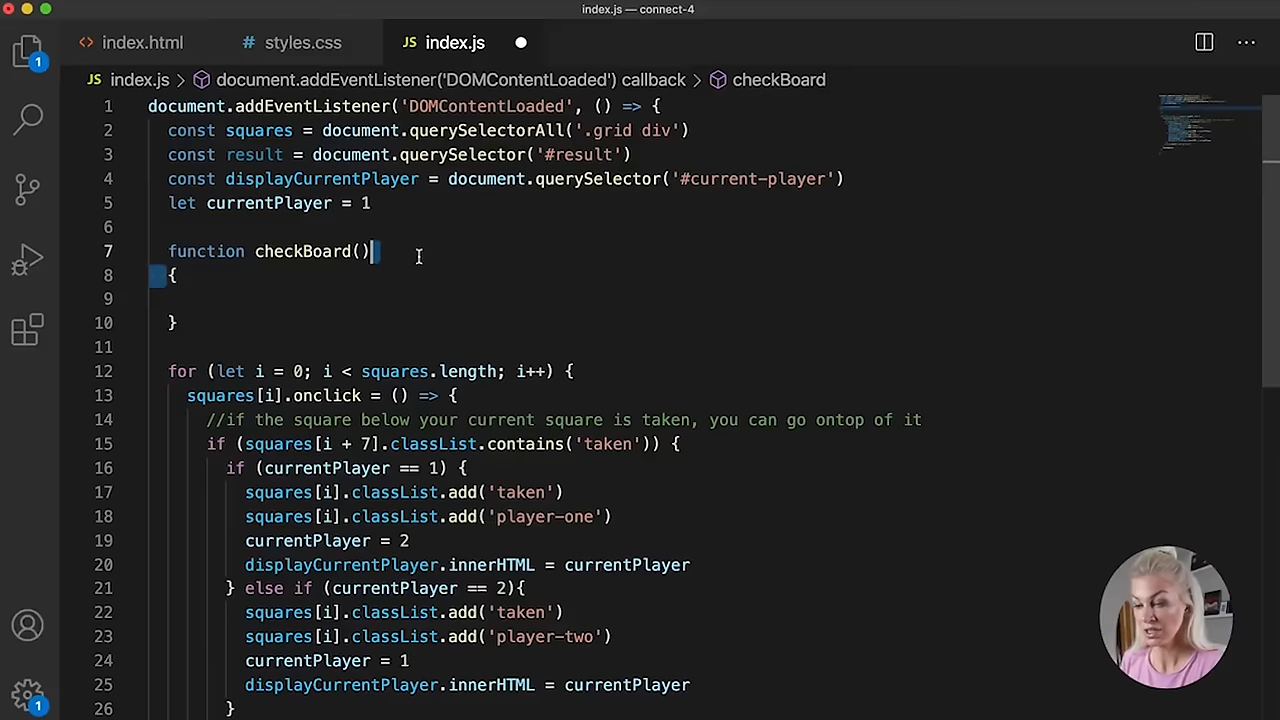 index.js — connect-4
index.html
# styles.css
JS index.js
1
JS index.js > document.addEventListener('DOMContentLoaded') callback > checkBoard
1 document.addEventListener('DOMContentLoaded', () => {
2 const squares = document.querySelectorAll('.grid div')
3 const result = document.querySelector('#result')
4 const displayCurrentPlayer = document.querySelector('#current-player')
5 let currentPlayer = 1
6
7 function checkBoard()
8 {
9
10 }
11
12 for (let i = 0; i < squares.length; i++) {
13 squares[i].onclick = () => {
14 //if the square below your current square is taken, you can go ontop of it
15 if (squares[i + 7].classList.contains('taken')) {
16 if (currentPlayer == 1) {
17 squares[i].classList.add('taken')
18 squares[i].classList.add('player-one')
19 currentPlayer = 2
20 displayCurrentPlayer.innerHTML = currentPlayer
21 } else if (currentPlayer == 2){
22 squares[i].classList.add('taken')
23 squares[i].classList.add('player-two')
24 currentPlayer = 1
25 displayCurrentPlayer.innerHTML = currentPlayer
26 }
1